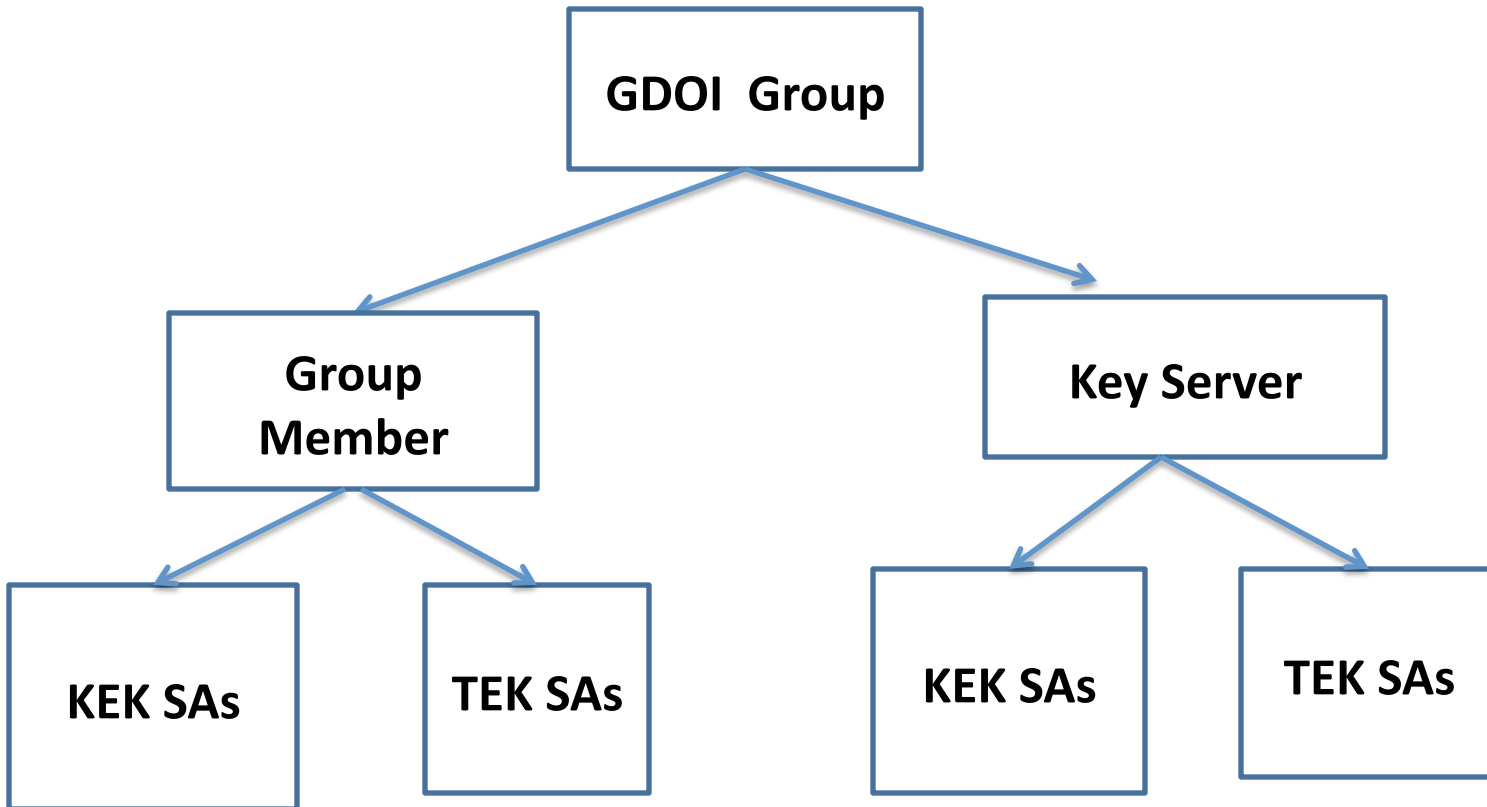 GDOI Group
Group
Member
Key Server
KEK SAs
TEK SAs
KEK SAs
TEK SAs